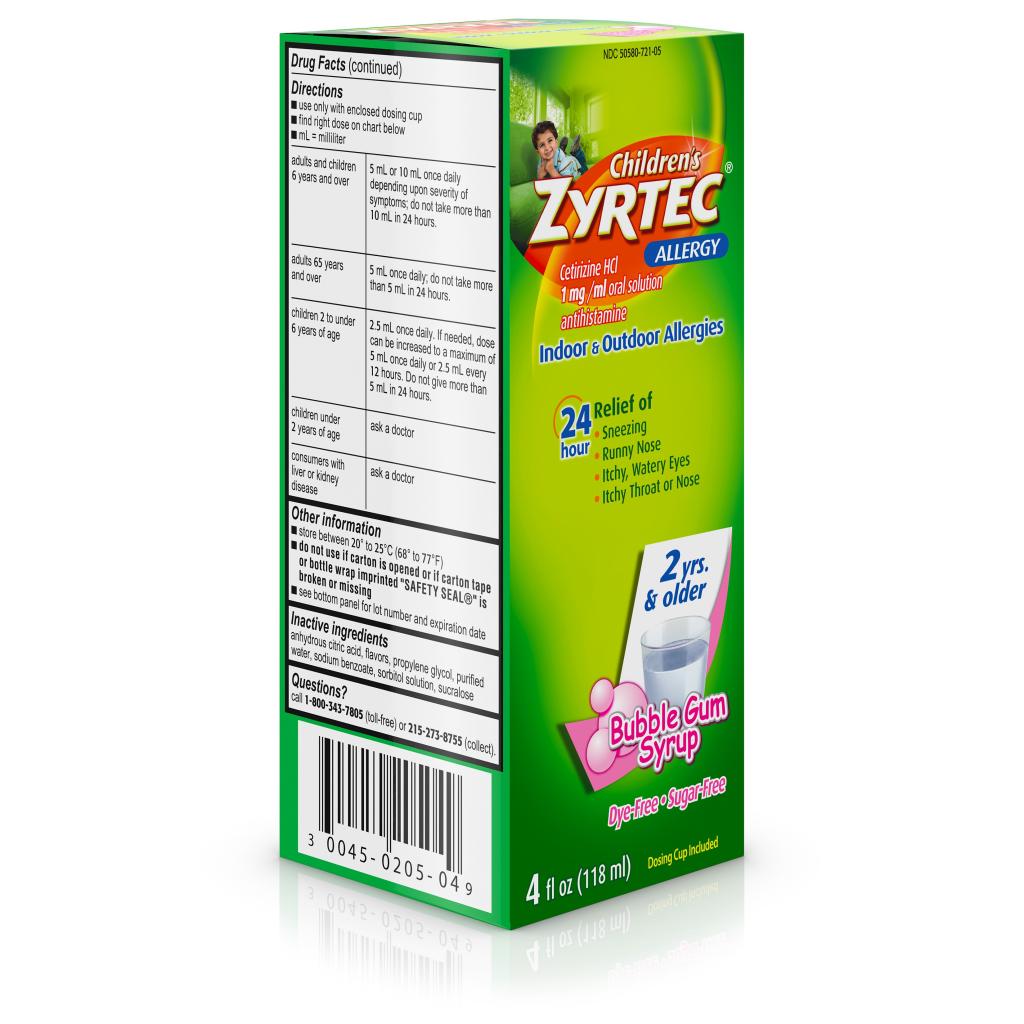 Drug Facts (continued)
Directions
■ use only with enclosed dosing cup
■ find right dose on chart below
■ mL = milliliter
adults and children
6 years and over
5 mL or 10 mL once daily
depending upon severity of
symptoms; do not take more than
10 mL in 24 hours.
adults 65 years
and over
5 mL once daily; do not take more
than 5 mL in 24 hours.
children 2 to under
6 years of age
2.5 mL once daily. If needed, dose
can be increased to a maximum of
5 mL once daily or 2.5 mL every
12 hours. Do not give more than
5 mL in 24 hours.
children under
2 years of age
ask a doctor
consumers with
liver or kidney
disease
ask a doctor
Other information
■ store between 20° to 25°C (68° to 77°F)
■ do not use if carton is opened or if carton tape
or bottle wrap imprinted "SAFETY SEAL®" is
broken or missing
■ see bottom panel for lot number and expiration date
Inactive ingredients
anhydrous citric acid, flavors, propylene glycol, purified
water, sodium benzoate, sorbitol solution, sucralose
Questions?
call 1-800-343-7805 (toll-free) or 215-273-8755 (collect).
3 0045-0205-04 9
NDC 50580-721-05
Children's
ZYRTEC®
ALLERGY
Cetirizine HCl
1 mg/ml oral solution
antihistamine
Indoor & Outdoor Allergies
24
hour
Relief of
• Sneezing
• Runny Nose
• Itchy, Watery Eyes
• Itchy Throat or Nose
2 yrs.
& older
Bubble Gum
Syrup
Dye-Free • Sugar-Free
4 fl oz (118 ml)
Dosing Cup Included